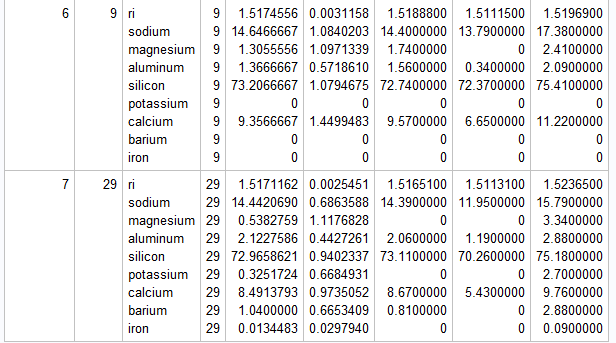 6 9 ri 9 1.5174556 0.0031158 1.5188800 1.5111500 1.5196900
sodium 9 14.6466667 1.0840203 14.4000000 13.7900000 17.3800000
magnesium 9 1.3055556 1.0971339 1.7400000 0 2.4100000
aluminum 9 1.3666667 0.5718610 1.5600000 0.3400000 2.0900000
silicon 9 73.2066667 1.0794675 72.7400000 72.3700000 75.4100000
potassium 9 0 0 0 0 0
calcium 9 9.3566667 1.4499483 9.5700000 6.6500000 11.2200000
barium 9 0 0 0 0 0
iron 9 0 0 0 0 0
7 29 ri 29 1.5171162 0.0025451 1.5165100 1.5113100 1.5236500
sodium 29 14.4420690 0.6863588 14.3900000 11.9500000 15.7900000
magnesium 29 0.5382759 1.1176828 0 0 3.3400000
aluminum 29 2.1227586 0.4427261 2.0600000 1.1900000 2.8800000
silicon 29 72.9658621 0.9402337 73.1100000 70.2600000 75.1800000
potassium 29 0.3251724 0.6684931 0 0 2.7000000
calcium 29 8.4913793 0.9735052 8.6700000 5.4300000 9.7600000
barium 29 1.0400000 0.6653409 0.8100000 0 2.8800000
iron 29 0.0134483 0.0297940 0 0 0.0900000